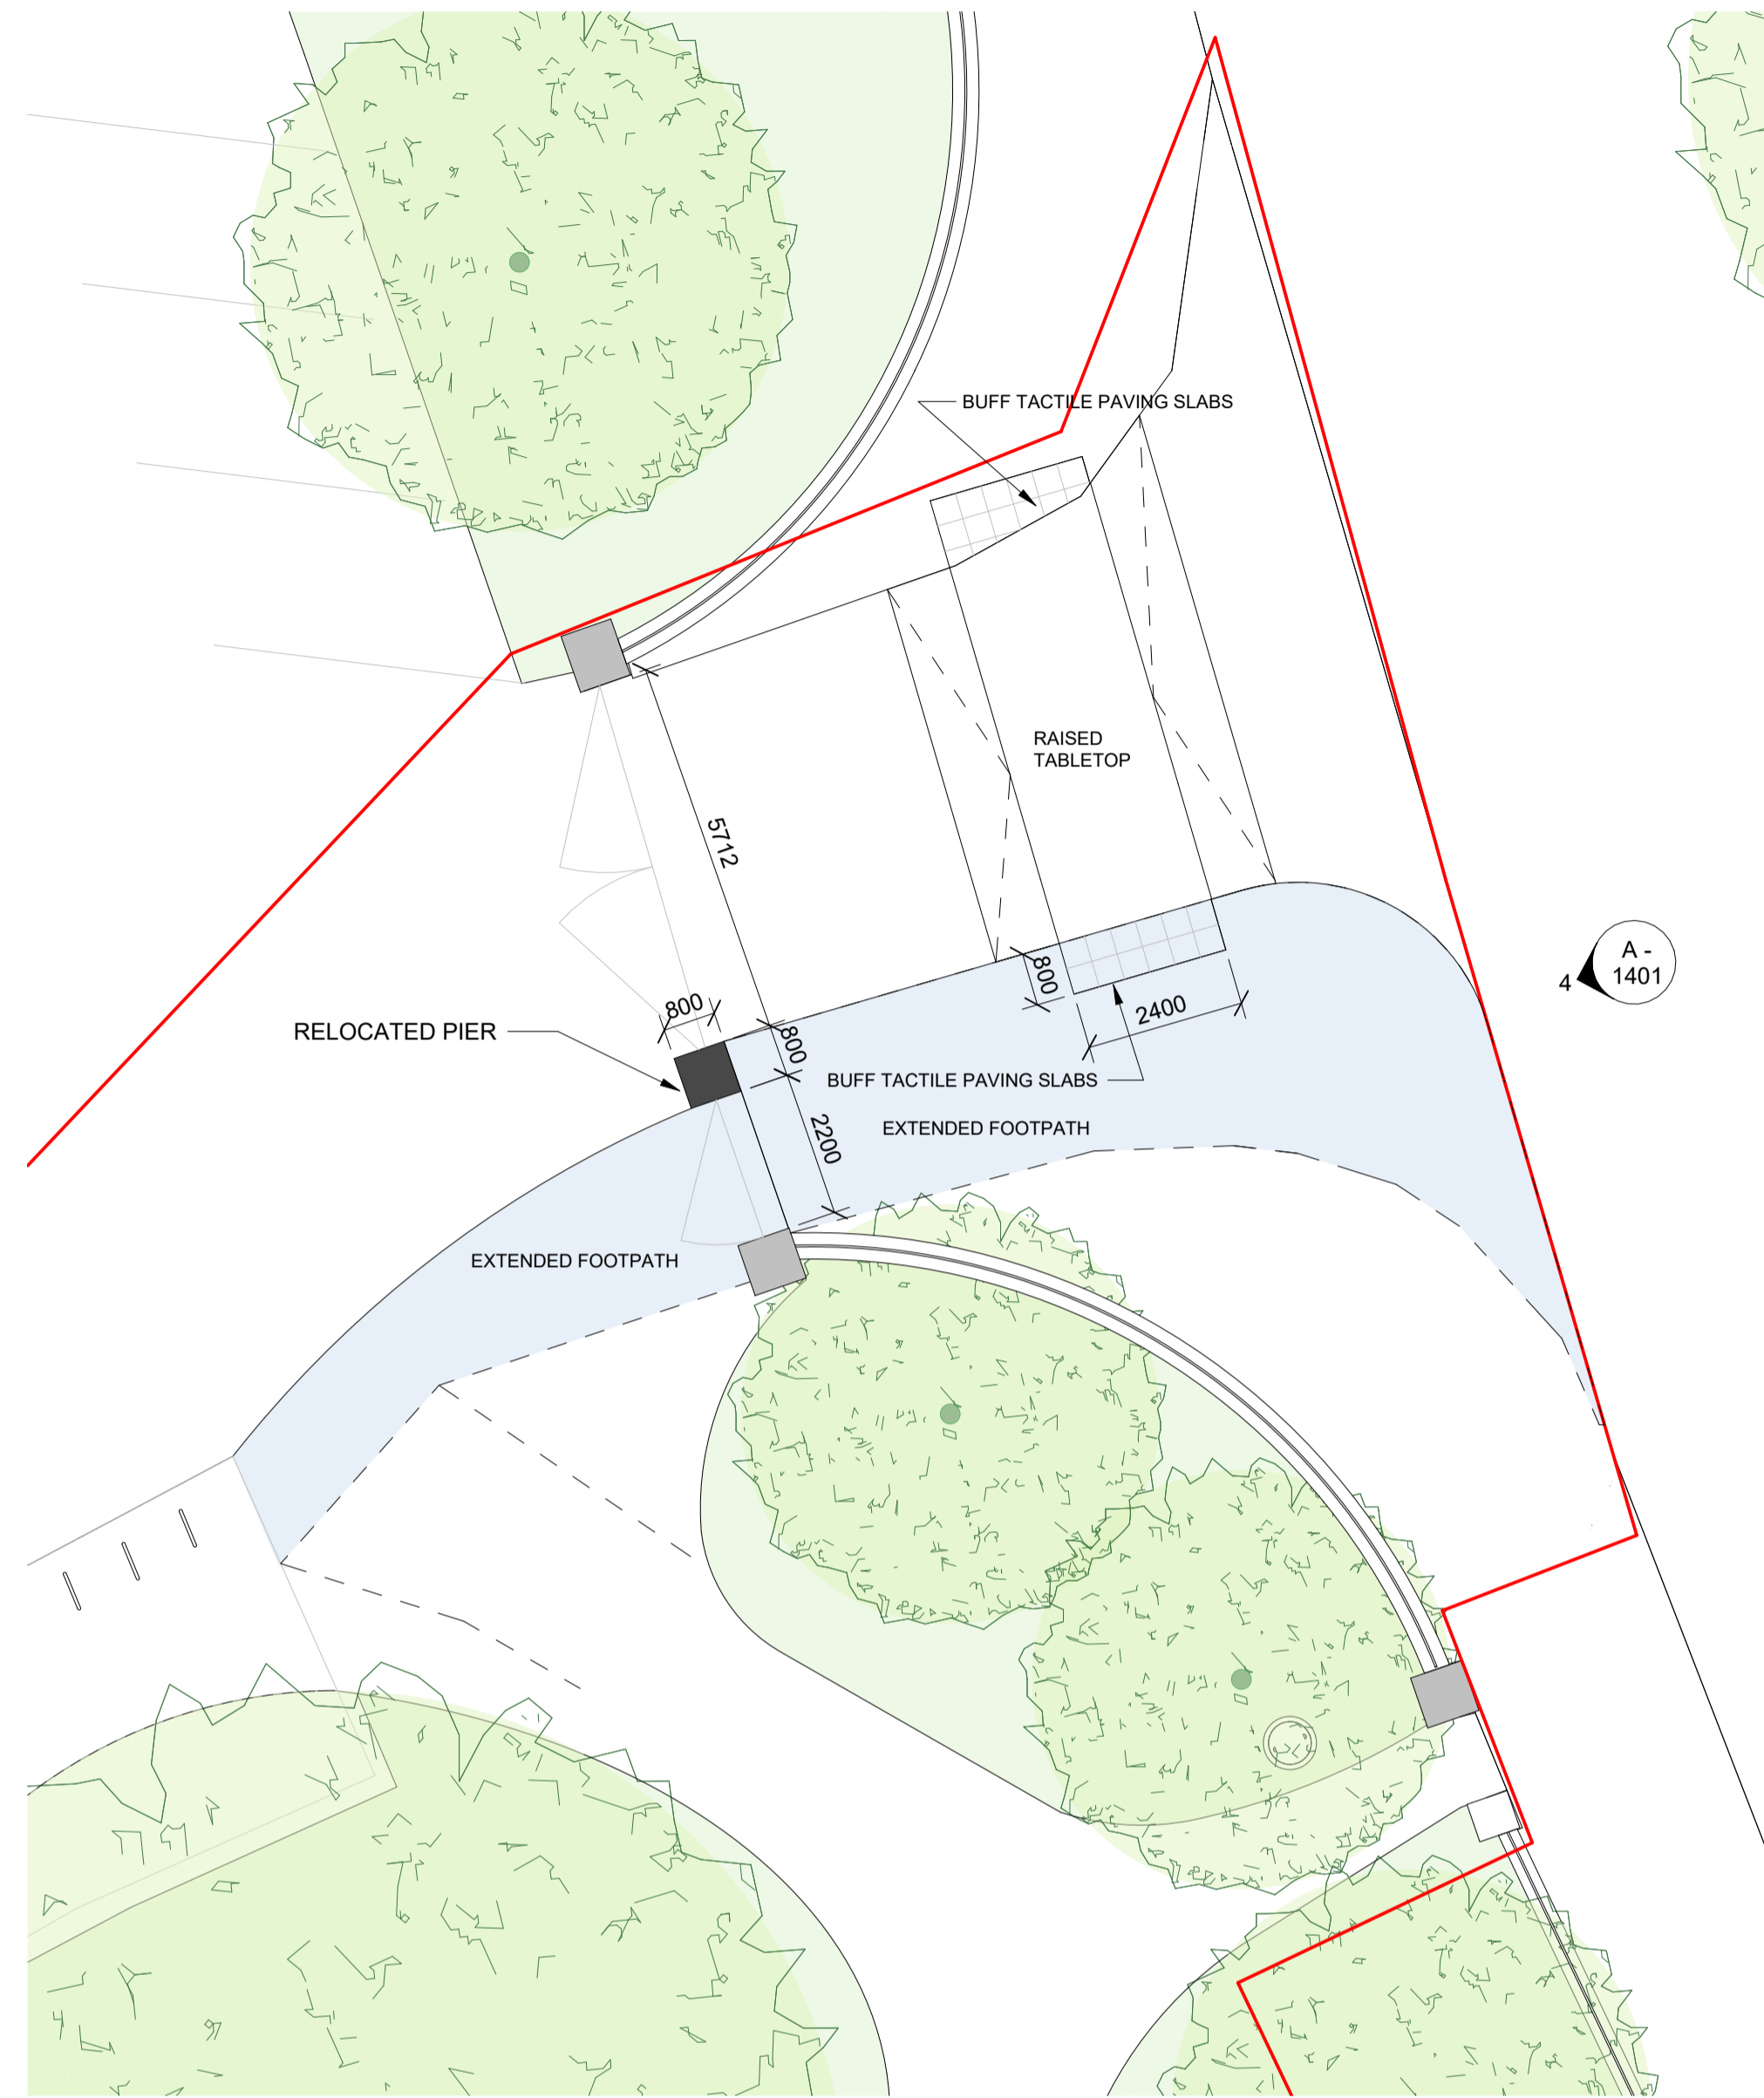 BUFF TACTILE PAVING SLABS
RAISED
TABLETOP
5712
A -
1401
4
800
2400
800
RELOCATED PIER
800
BUFF TACTILE PAVING SLABS
2200
EXTENDED FOOTPATH
EXTENDED FOOTPATH